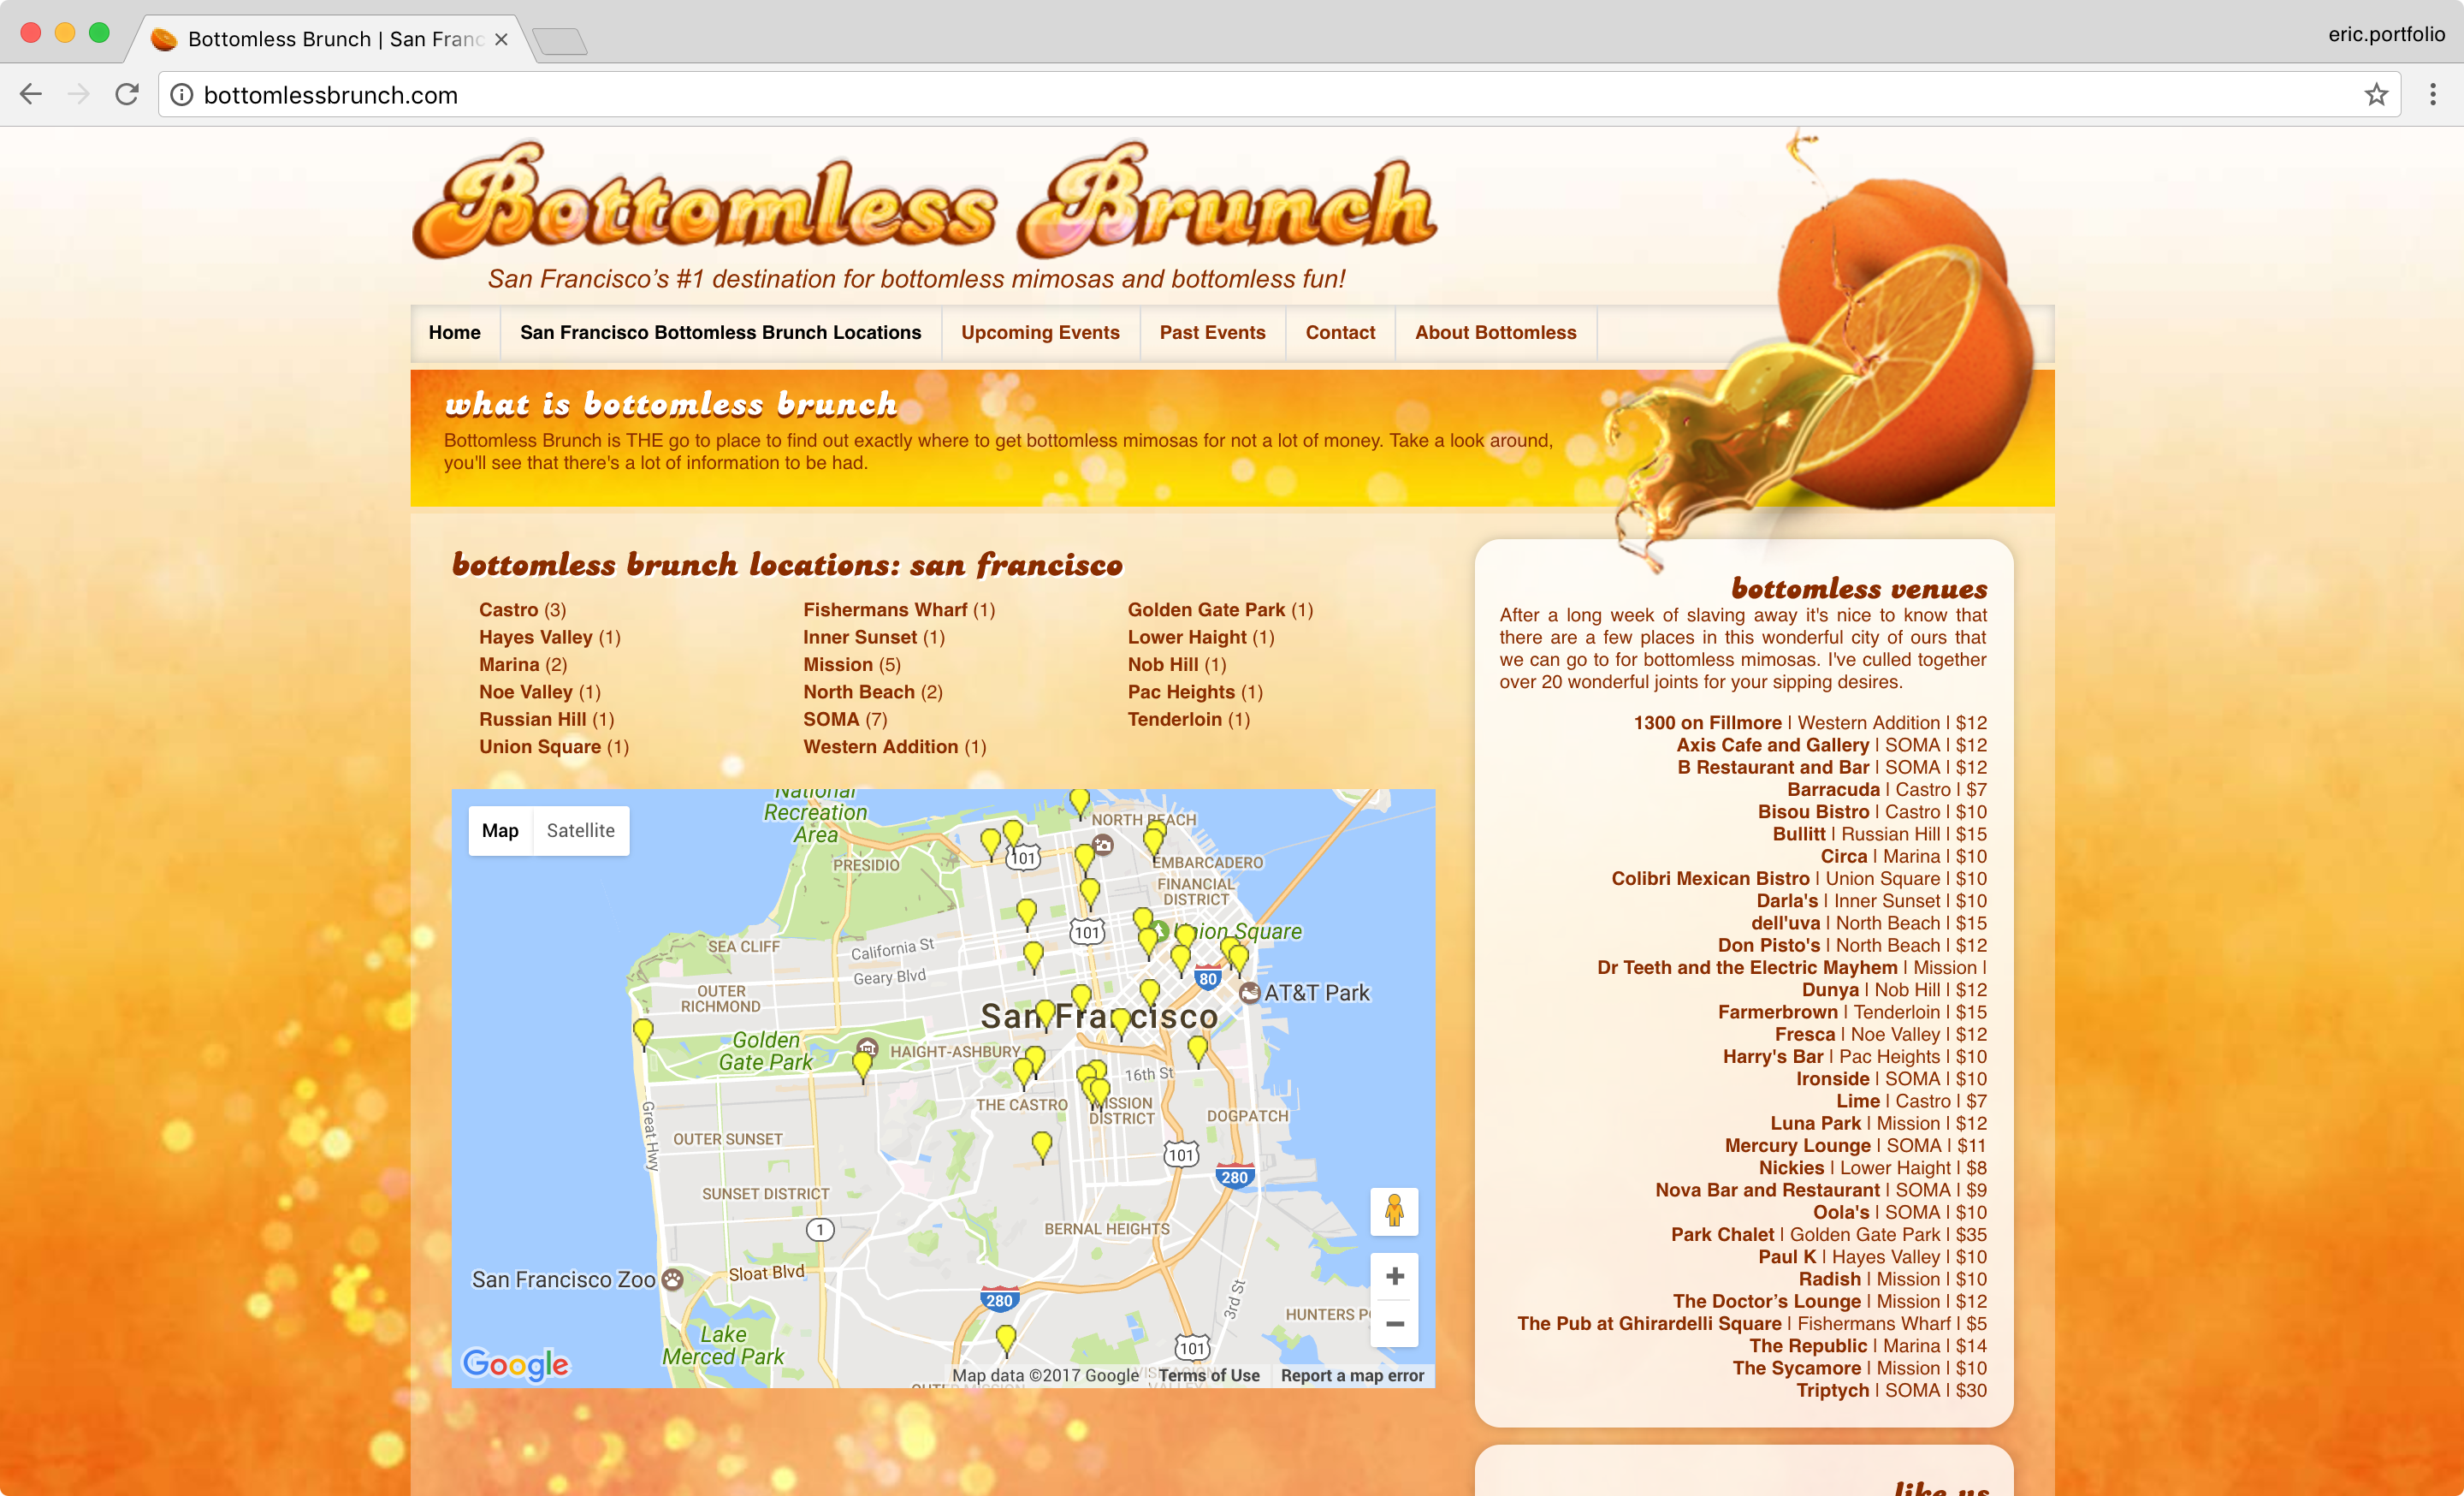 Bottomless Brunch | San Franc
eric.portfolio
bottomlessbrunch.com
Bottomless Brunch
San Francisco's #1 destination for bottomless mimosas and bottomless fun!
Home
San Francisco Bottomless Brunch Locations
Upcoming Events
Past Events
Contact
About Bottomless
what is bottomless brunch
Bottomless Brunch is THE go to place to find out exactly where to get bottomless mimosas for not a lot of money. Take a look around,
you'll see that there's a lot of information to be had.
bottomless brunch locations: san francisco
Castro (3)
Hayes Valley (1)
Marina (2)
Noe Valley (1)
Russian Hill (1)
Union Square (1)
Fishermans Wharf (1)
Inner Sunset (1)
Mission (5)
North Beach (2)
SOMA (7)
Western Addition (1)
Golden Gate Park (1)
Lower Haight (1)
Nob Hill (1)
Pac Heights (1)
Tenderloin (1)
Map
Satellite
National
Recreation
Area
PRESIDIO
NORTH BEACH
101
EMBARCADERO
FINANCIAL
DISTRICT
101
Union Square
SEA CLIFF
California St
Geary Blvd
80
AT&T Park
OUTER
RICHMOND
San Francisco
Golden
Gate Park
HAIGHT-ASHBURY
16th St
THE CASTRO
MISSION
DISTRICT
DOGPATCH
Great Hwy
OUTER SUNSET
101
280
SUNSET DISTRICT
1
BERNAL HEIGHTS
San Francisco Zoo
Sloat Blvd
280
3rd St
HUNTERS P
Lake
Merced Park
101
Google
Map data ©2017 Google
Terms of Use
Report a map error
bottomless venues
After a long week of slaving away it's nice to know that
there are a few places in this wonderful city of ours that
we can go to for bottomless mimosas. I've culled together
over 20 wonderful joints for your sipping desires.
1300 on Fillmore | Western Addition | $12
Axis Cafe and Gallery | SOMA | $12
B Restaurant and Bar | SOMA | $12
Barracuda | Castro | $7
Bisou Bistro | Castro | $10
Bullitt | Russian Hill | $15
Circa | Marina | $10
Colibri Mexican Bistro | Union Square | $10
Darla's | Inner Sunset | $10
dell'uva | North Beach | $15
Don Pisto's | North Beach | $12
Dr Teeth and the Electric Mayhem | Mission |
Dunya | Nob Hill | $12
Farmerbrown | Tenderloin | $15
Fresca | Noe Valley | $12
Harry's Bar | Pac Heights | $10
Ironside | SOMA | $10
Lime | Castro | $7
Luna Park | Mission | $12
Mercury Lounge | SOMA | $11
Nickies | Lower Haight | $8
Nova Bar and Restaurant | SOMA | $9
Oola's | SOMA | $10
Park Chalet | Golden Gate Park | $35
Paul K | Hayes Valley | $10
Radish | Mission | $10
The Doctor's Lounge | Mission | $12
The Pub at Ghirardelli Square | Fishermans Wharf | $5
The Republic | Marina | $14
The Sycamore | Mission | $10
Triptych | SOMA | $30
like us